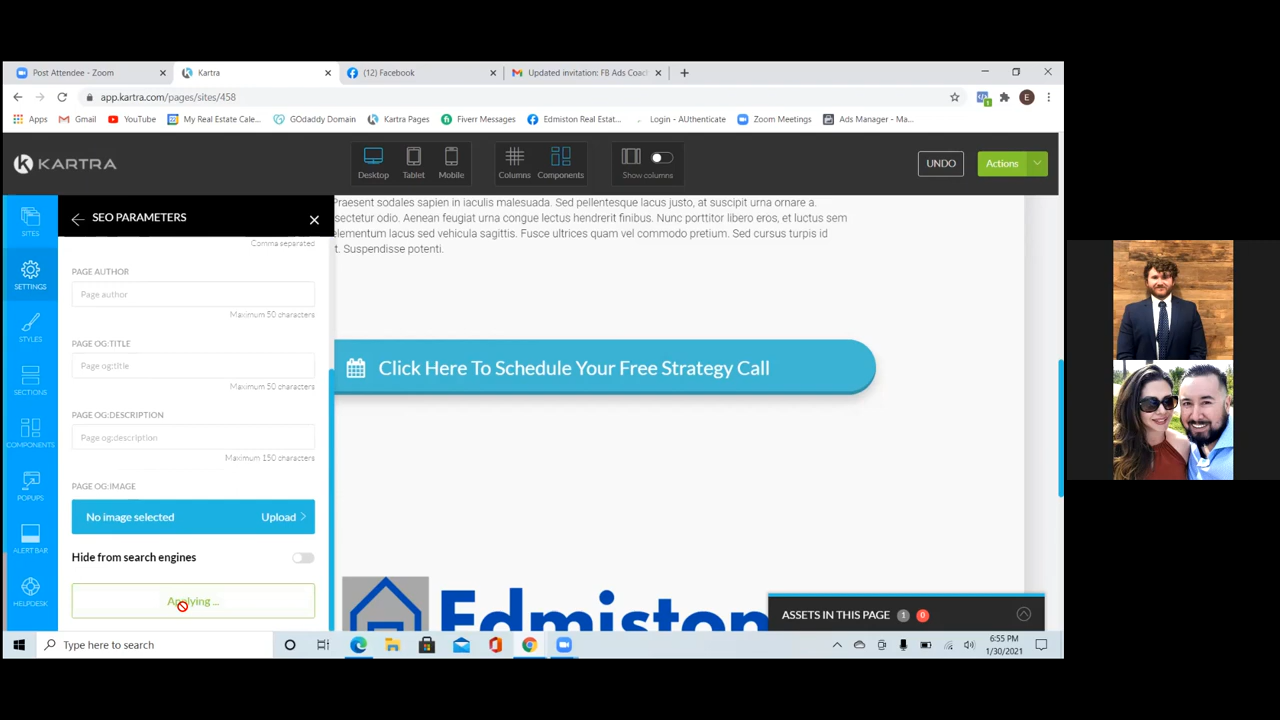 Post Attendee - Zoom
Kartra
(12) Facebook
Updated invitation: FB Ads Coac
app.kartra.com/pages/sites/458
E
Apps
Gmail
YouTube
My Real Estate Cale...
GOdaddy Domain
Kartra Pages
Fiverr Messages
Edmiston Real Estat...
Login - AUthenticate
Zoom Meetings
Ads Manager - Ma...
KARTRA
Desktop
Tablet
Mobile
Columns
Components
Show columns
UNDO
Actions
SITES
SETTINGS
STYLES
SECTIONS
COMPONENTS
POPUPS
ALERT BAR
HELPDESK
SEO PARAMETERS
Comma separated
PAGE AUTHOR
Page author
Maximum 50 characters
PAGE OG:TITLE
Page og:title
Maximum 50 characters
PAGE OG:DESCRIPTION
Page og:description
Maximum 150 characters
PAGE OG:IMAGE
No image selected
Upload
Hide from search engines
Applying ...
Praesent sodales sapien in iaculis malesuada. Sed pellentesque lacus justo, at suscipit urna ornare a.
sectetur odio. Aenean feugiat urna congue lectus hendrerit finibus. Nunc porttitor libero eros, et luctus sem
elementum lacus sed vehicula sagittis. Fusce ultrices quam vel commodo pretium. Sed cursus turpis id
t. Suspendisse potenti.
Click Here To Schedule Your Free Strategy Call
Edmiston
ASSETS IN THIS PAGE 1 0
Type here to search
6:55 PM
1/30/2021